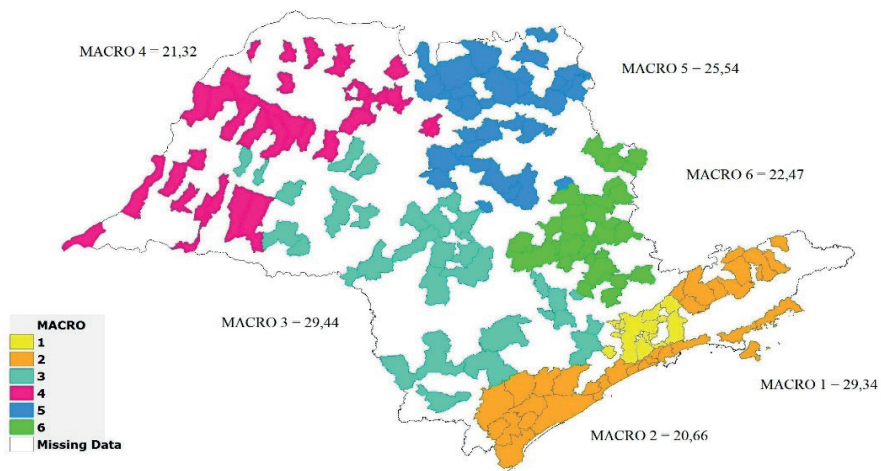 MACRO 4 = 21,32
MACRO 5 – 25,54
MACRO 6 = 22,47
MACRO 3 = 29,44
MACRO 1 = 29,34
MACRO 2 = 20,66
MACRO
1
2
3
4
5
6
Missing Data